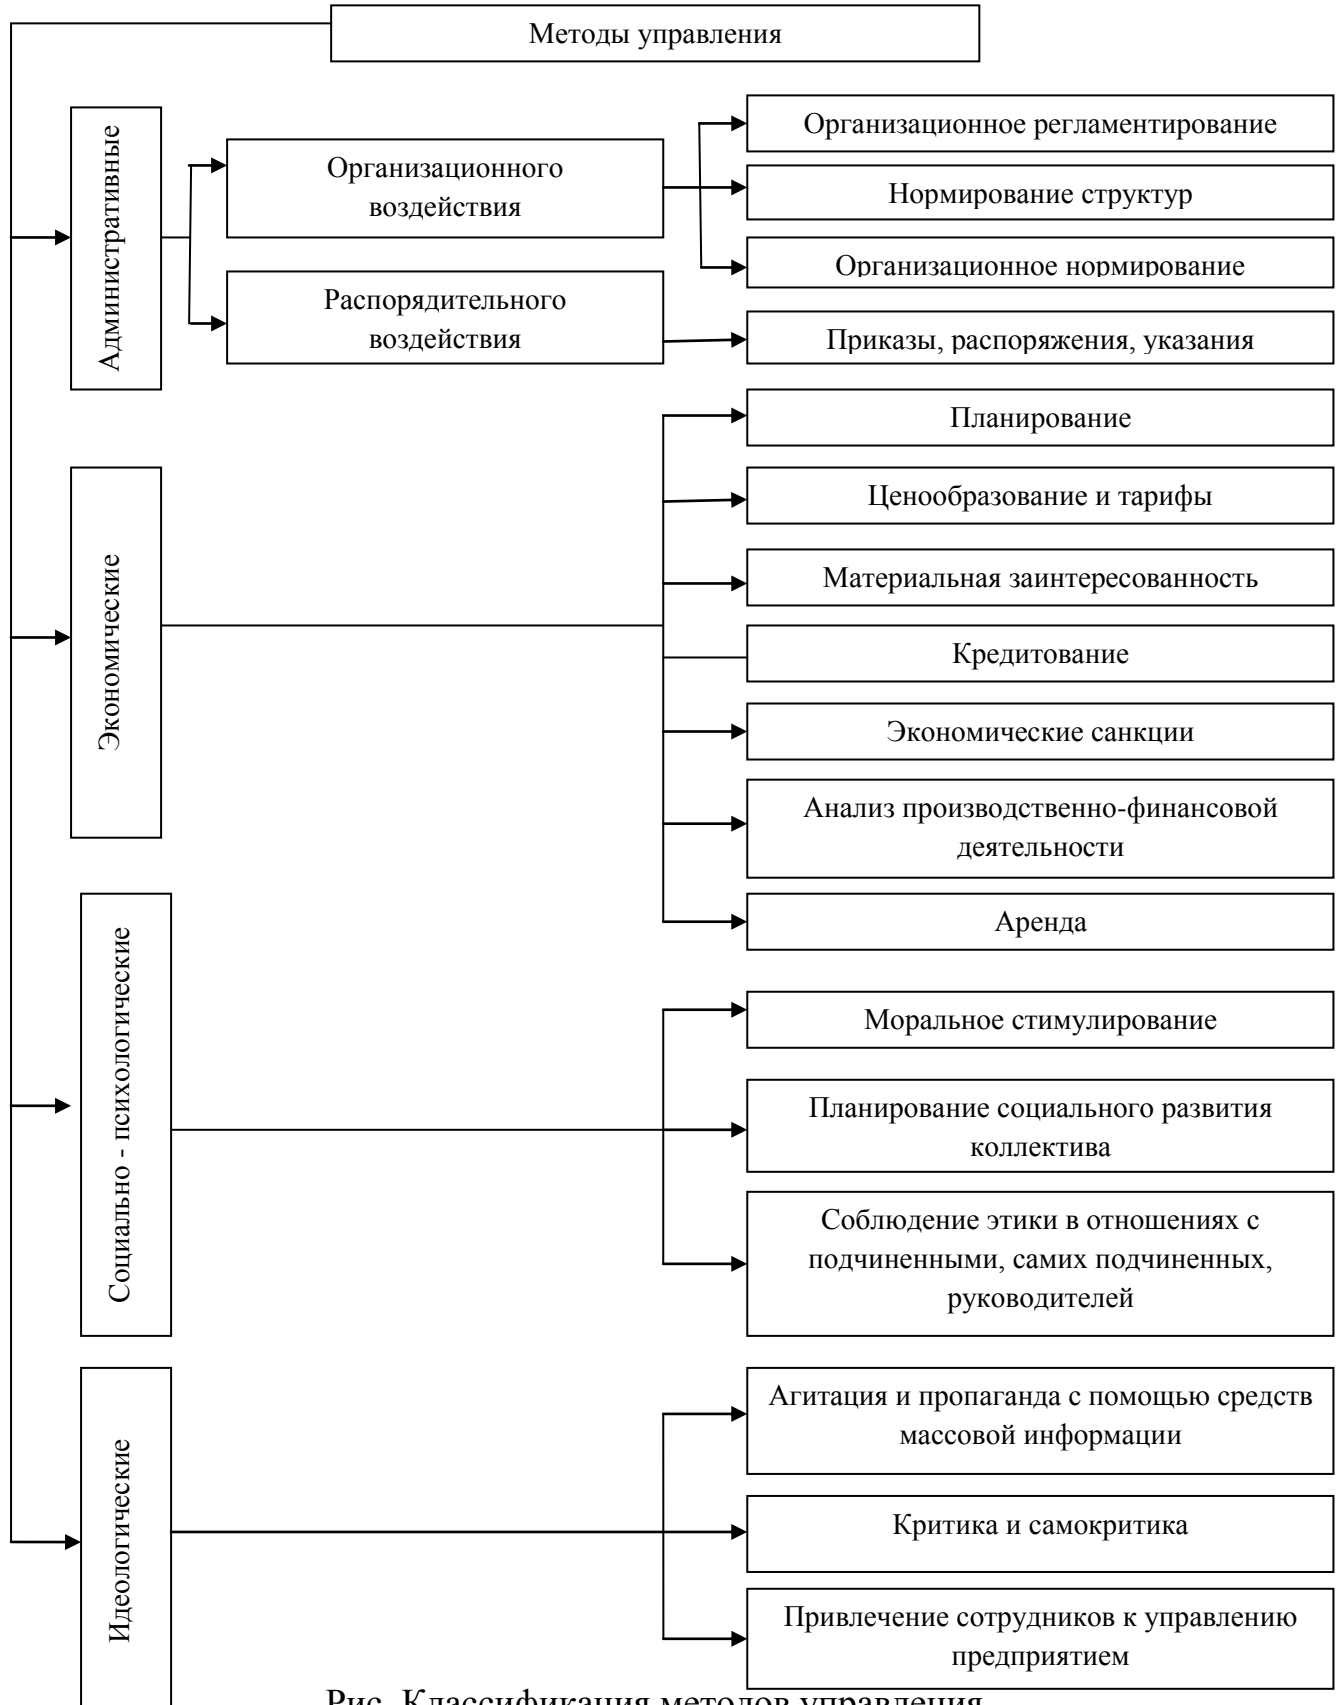 Методы управления
Административные
Организационного
воздействия
Распорядительного
воздействия
Организационное регламентирование
Нормирование структур
Организационное нормирование
Приказы, распоряжения, указания
Экономические
Планирование
Ценообразование и тарифы
Материальная заинтересованность
Кредитование
Экономические санкции
Анализ производственно-финансовой
деятельности
Аренда
Социально - психологические
Моральное стимулирование
Планирование социального развития
коллектива
Соблюдение этики в отношениях с
подчиненными, самих подчиненных,
руководителей
Идеологические
Агитация и пропаганда с помощью средств
массовой информации
Критика и самокритика
Привлечение сотрудников к управлению
предприятием
Рис. Классификация методов управления